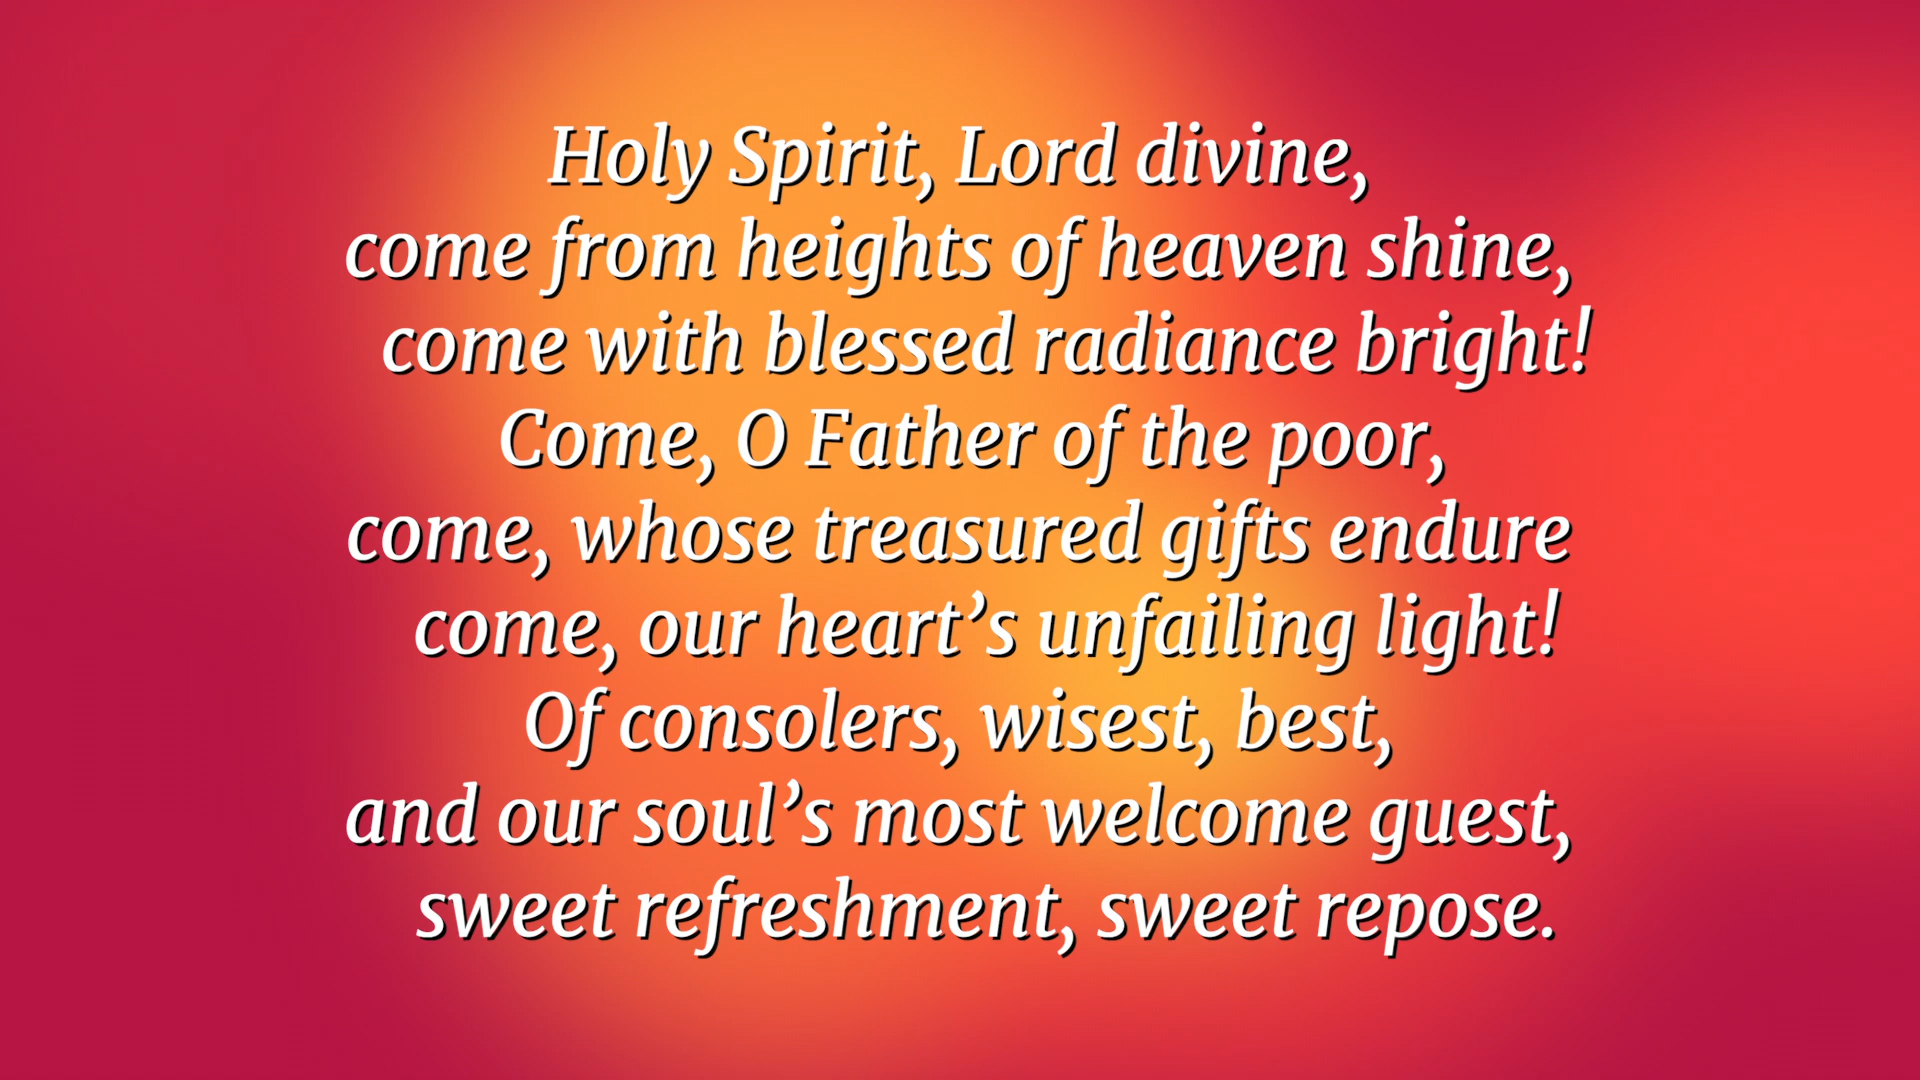 Holy Spirit, Lord divine,
come from heights of heaven shine,
come with blessed radiance bright!
Come, O Father of the poor,
come, whose treasured gifts endure
come, our heart’s unfailing light!
Of consolers, wisest, best,
and our soul’s most welcome guest,
sweet refreshment, sweet repose.